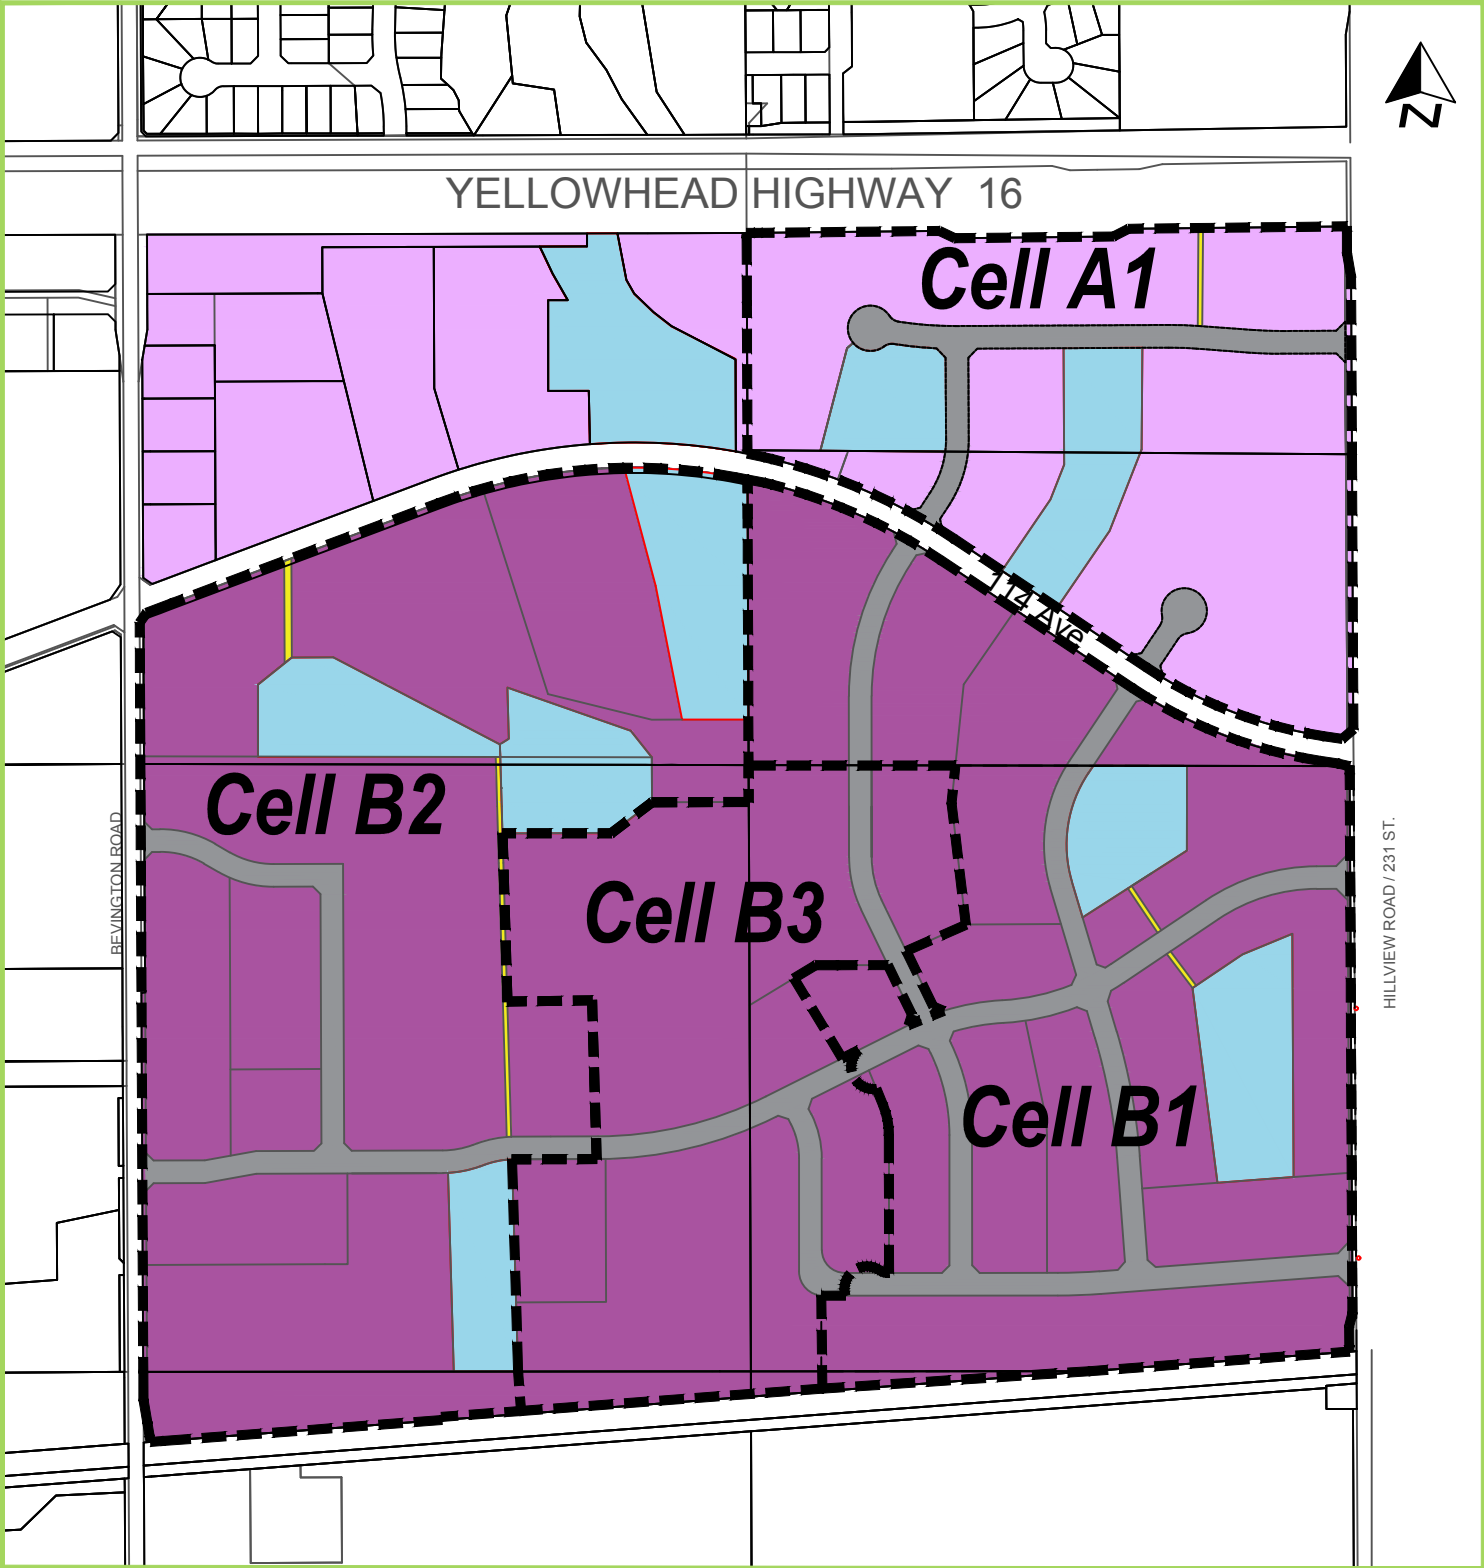 N
YELLOWHEAD HIGHWAY 16
Cell A1
114 Ave
Cell B2
BEVINGTON ROAD
Cell B3
HILLVIEW ROAD / 231 ST.
Cell B1